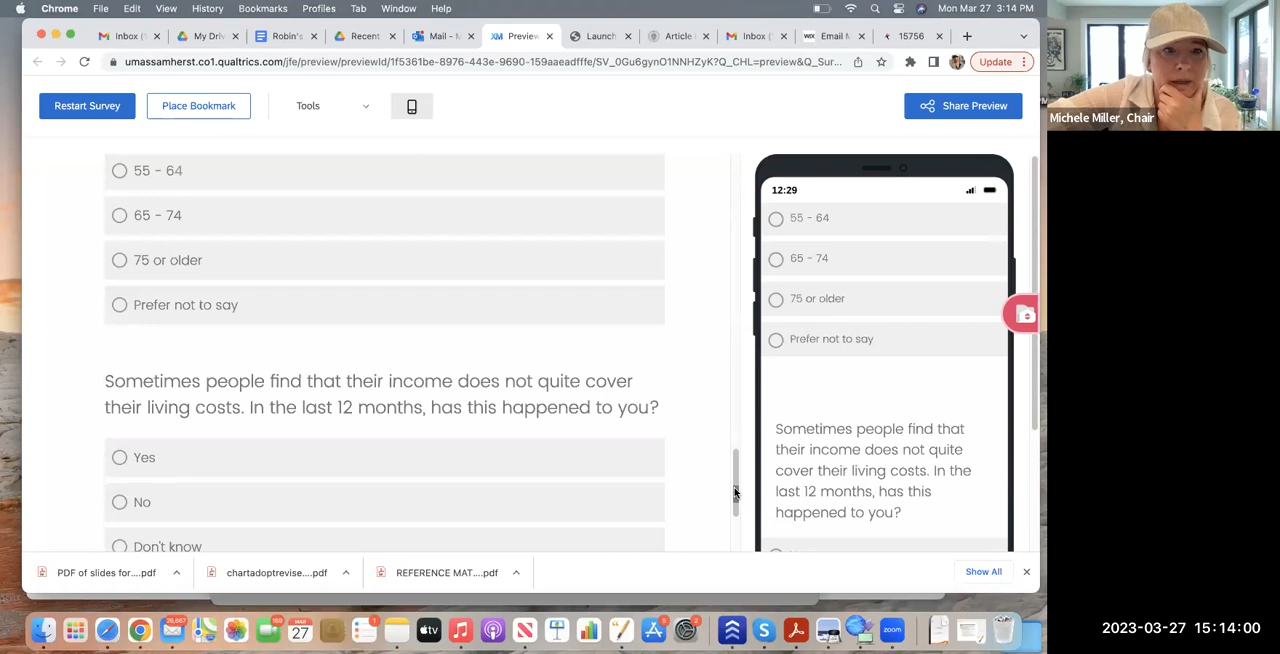 Chrome File Edit View History Bookmarks Profiles Tab Window Help Mon Mar 27 3:14 PM
Inbox ( My Dri Robin's Recent Mail - M Preview Launch Article Inbox ( WIX Email M 15756
umassamherst.co1.qualtrics.com/jfe/preview/previewId/1f5361be-8976-443e-9690-159aaeadfffe/SV_0Gu6gynO1NNHZyK?Q_CHL=preview&Q_Sur... Update
Restart Survey Place Bookmark Tools Share Preview
55 - 64
65 - 74
75 or older
Prefer not to say
Sometimes people find that their income does not quite cover
their living costs. In the last 12 months, has this happened to you?
Yes
No
Don't know
12:29
55 - 64
65 - 74
75 or older
Prefer not to say
Sometimes people find that
their income does not quite
cover their living costs. In the
last 12 months, has this
happened to you?
PDF of slides for....pdf chartadoptrevise....pdf REFERENCE MAT....pdf Show All
MAR
27
tv
zoom
Michele Miller, Chair
2023-03-27 15:14:00